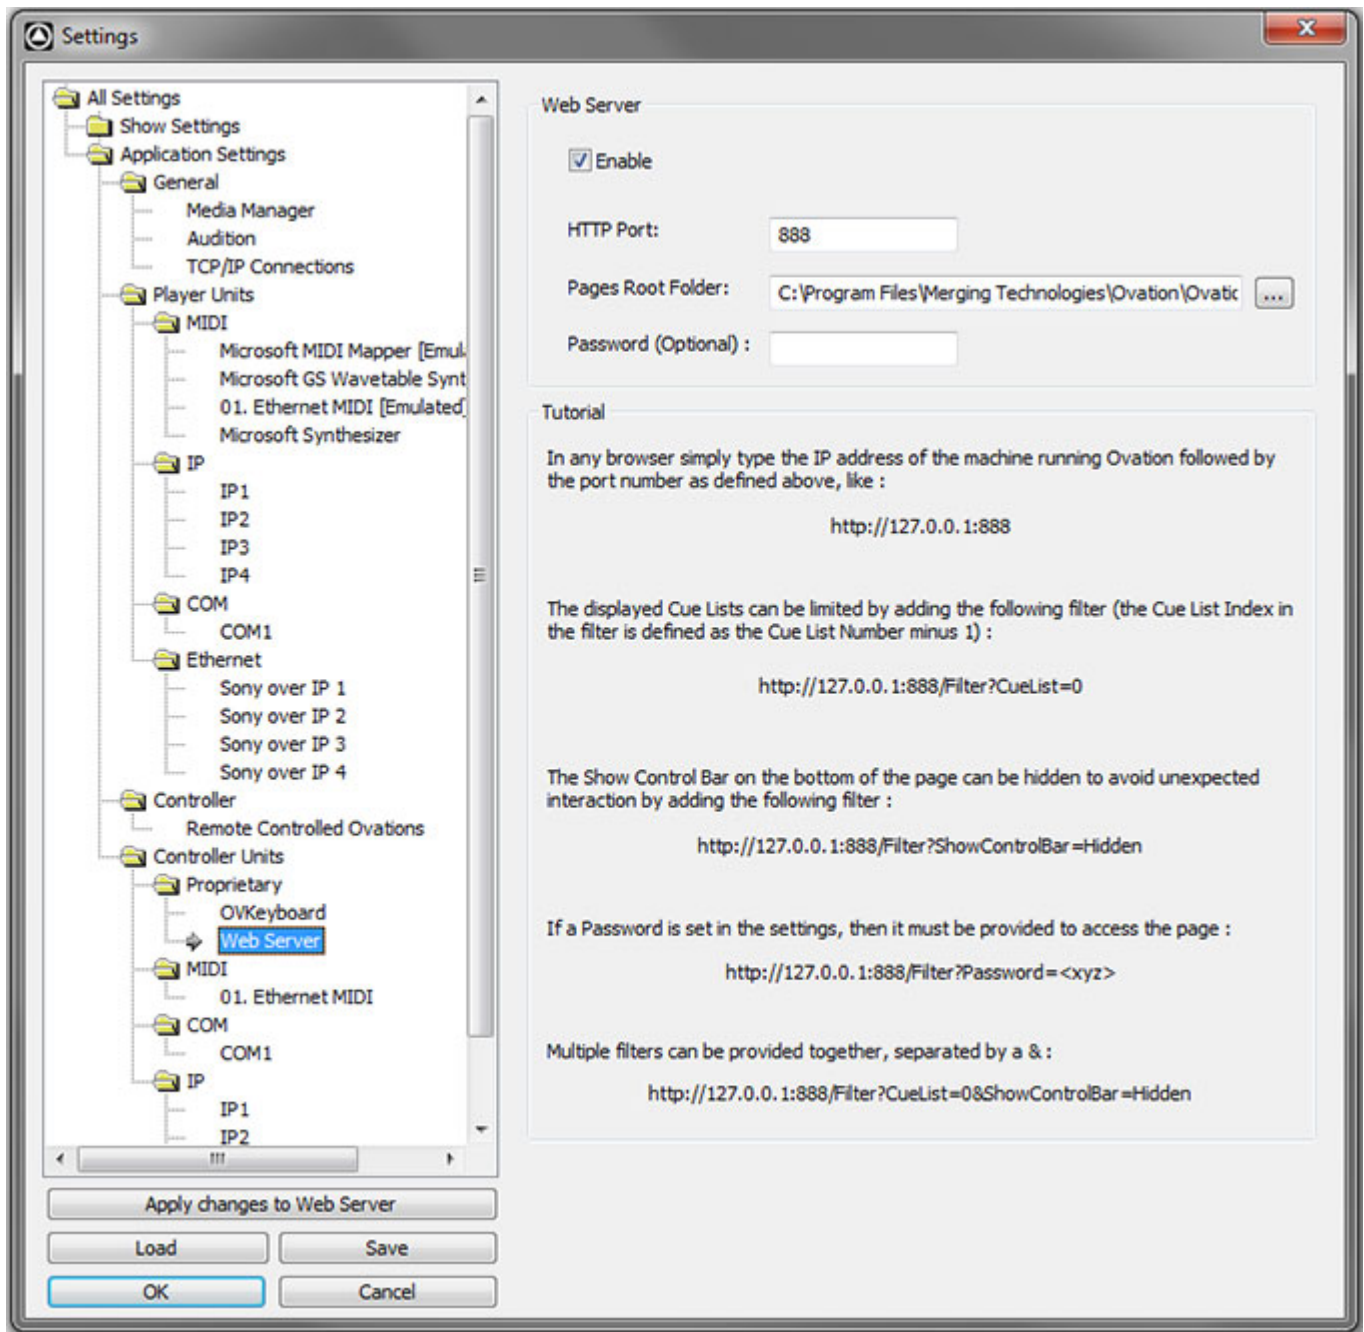 Settings
All Settings
Show Settings
Application Settings
General
Media Manager
Audition
TCP/IP Connections
Player Units
MIDI
Microsoft MIDI Mapper [Emul
Microsoft GS Wavetable Synt
01. Ethernet MIDI [Emulated]
Microsoft Synthesizer
IP
IP1
IP2
IP3
IP4
COM
COM1
Ethernet
Sony over IP 1
Sony over IP 2
Sony over IP 3
Sony over IP 4
Controller
Remote Controlled Ovations
Controller Units
Proprietary
OVKeyboard
Web Server
MIDI
01. Ethernet MIDI
COM
COM1
IP
IP1
IP2
Apply changes to Web Server
Load Save
OK Cancel
Web Server
Enable
HTTP Port: 888
Pages Root Folder: C:\Program Files\Merging Technologies\Ovation\Ovatic ...
Password (Optional) :
Tutorial
In any browser simply type the IP address of the machine running Ovation followed by
the port number as defined above, like :
http://127.0.0.1:888
The displayed Cue Lists can be limited by adding the following filter (the Cue List Index in
the filter is defined as the Cue List Number minus 1) :
http://127.0.0.1:888/Filter?CueList=0
The Show Control Bar on the bottom of the page can be hidden to avoid unexpected
interaction by adding the following filter :
http://127.0.0.1:888/Filter?ShowControlBar=Hidden
If a Password is set in the settings, then it must be provided to access the page :
http://127.0.0.1:888/Filter?Password=<xyz>
Multiple filters can be provided together, separated by a & :
http://127.0.0.1:888/Filter?CueList=0&ShowControlBar=Hidden